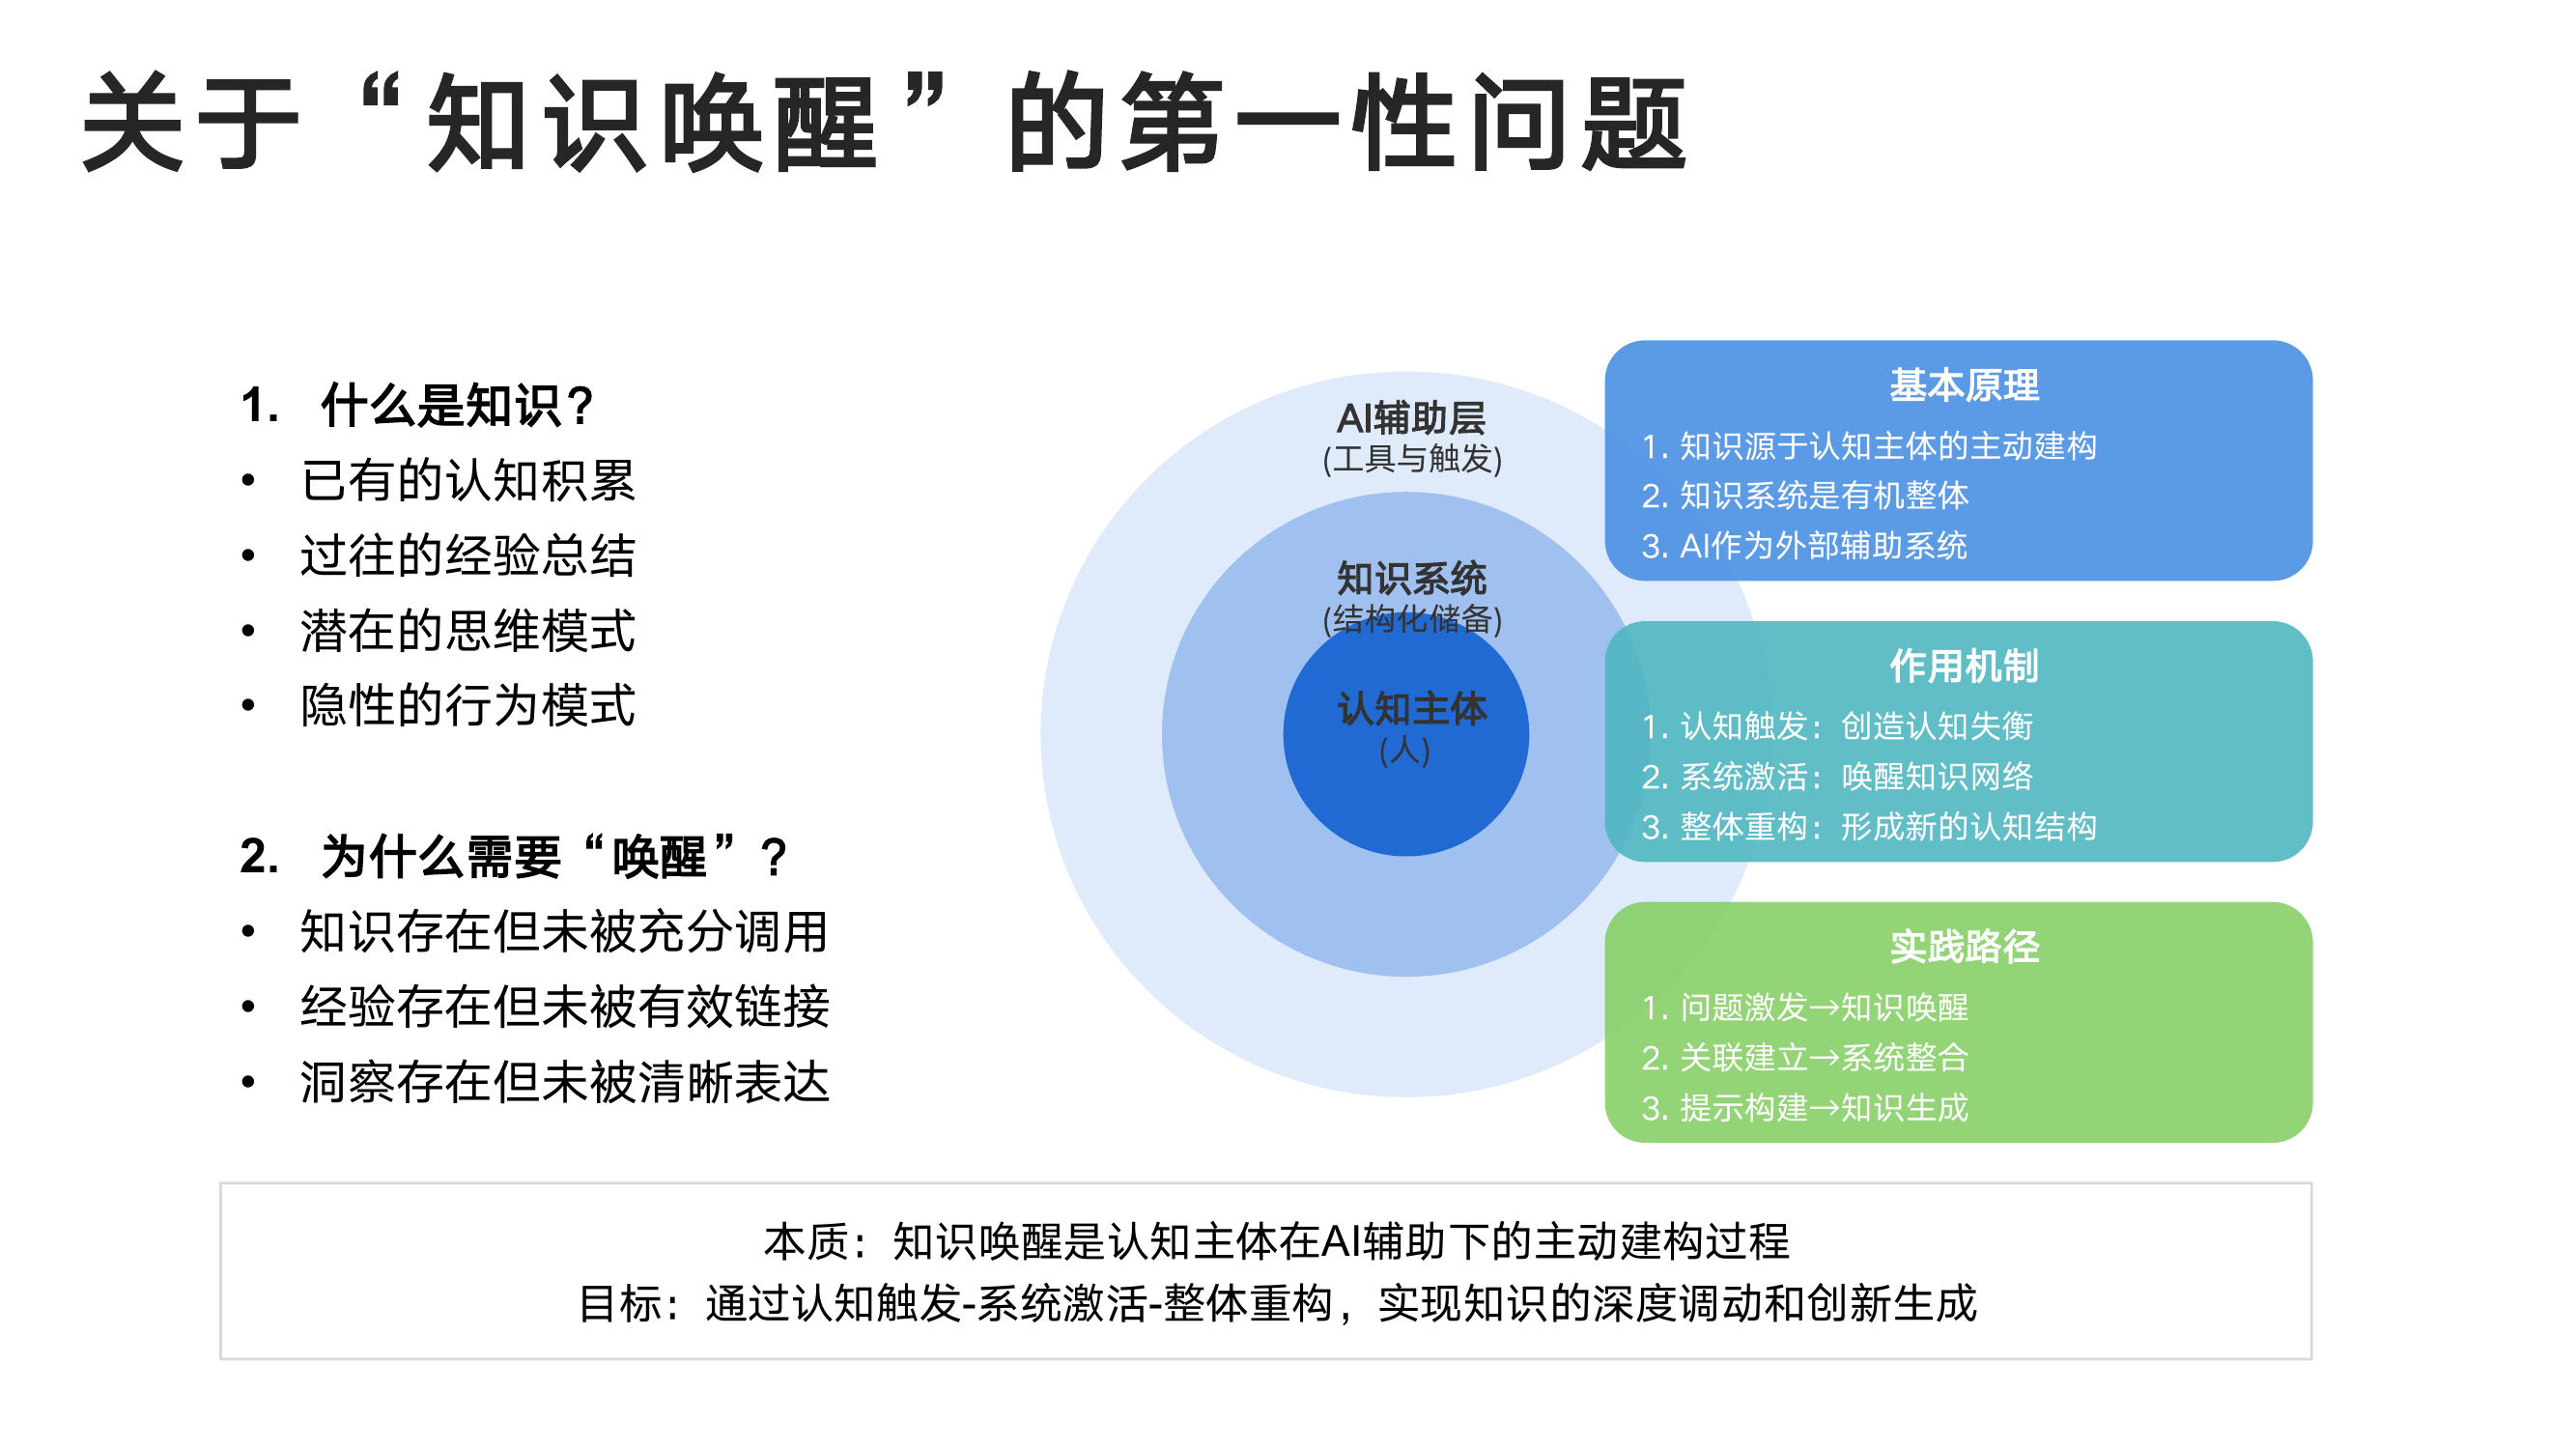 关于“知识唤醒”的第一性问题
1. 什么是知识？
• 已有的认知积累
• 过往的经验总结
• 潜在的思维模式
• 隐性的行为模式
2. 为什么需要“唤醒”？
• 知识存在但未被充分调用
• 经验存在但未被有效链接
• 洞察存在但未被清晰表达
AI辅助层
(工具与触发)
知识系统
(结构化储备)
认知主体
(人)
基本原理
1. 知识源于认知主体的主动建构
2. 知识系统是有机整体
3. AI作为外部辅助系统
作用机制
1. 认知触发：创造认知失衡
2. 系统激活：唤醒知识网络
3. 整体重构：形成新的认知结构
实践路径
1. 问题激发→知识唤醒
2. 关联建立→系统整合
3. 提示构建→知识生成
本质：知识唤醒是认知主体在AI辅助下的主动建构过程
目标：通过认知触发-系统激活-整体重构，实现知识的深度调动和创新生成